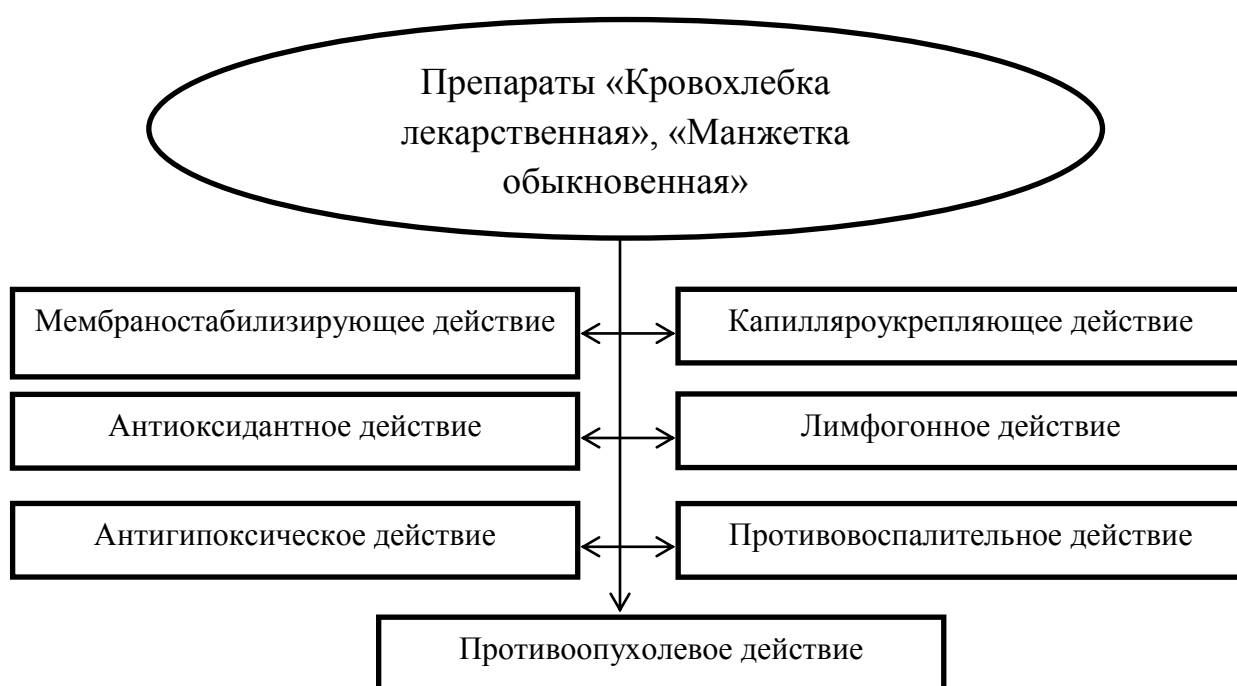 Препараты «Кровохлебка
лекарственная», «Манжетка
обыкновенная»
Мембраностабилизирующее действие
Капилляроукрепляющее действие
Антиоксидантное действие
Лимфогонное действие
Антигипоксическое действие
Противовоспалительное действие
Противоопухолевое действие